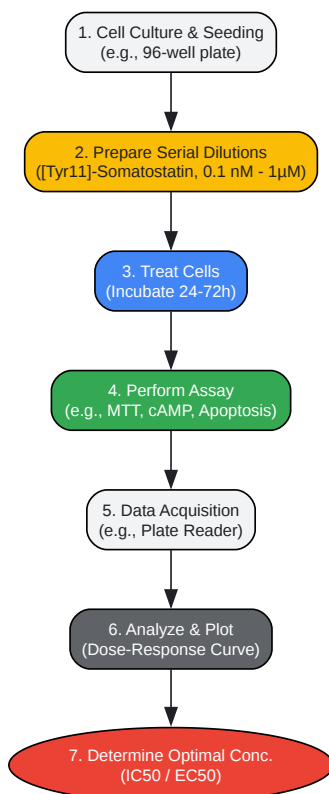 1. Cell Culture & Seeding
(e.g., 96-well plate)
2. Prepare Serial Dilutions
([Tyr11]-Somatostatin, 0.1 nM - 1µM)
3. Treat Cells
(Incubate 24-72h)
4. Perform Assay
(e.g., MTT, cAMP, Apoptosis)
5. Data Acquisition
(e.g., Plate Reader)
6. Analyze & Plot
(Dose-Response Curve)
7. Determine Optimal Conc.
(IC50 / EC50)